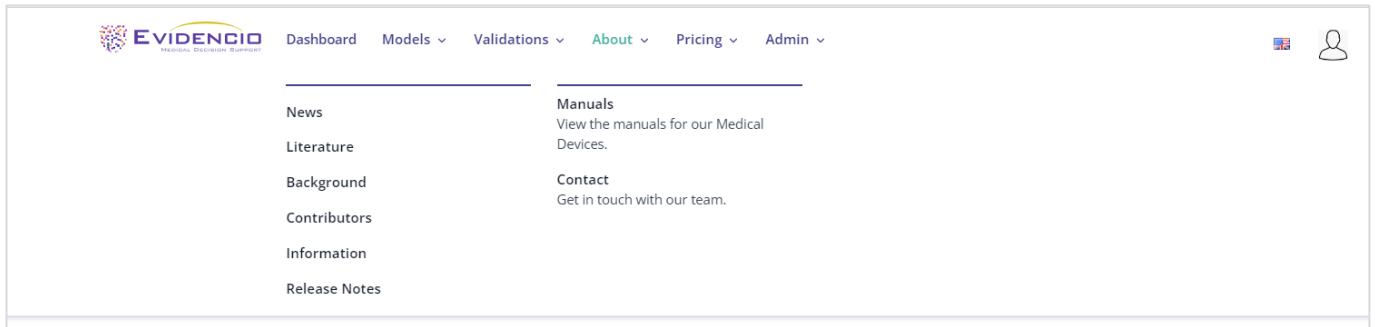 EVIDENCIO
MEDICAL DECISION SUPPORT
Dashboard Models Validations About Pricing Admin
News
Literature
Background
Contributors
Information
Release Notes
Manuals
View the manuals for our Medical
Devices.
Contact
Get in touch with our team.